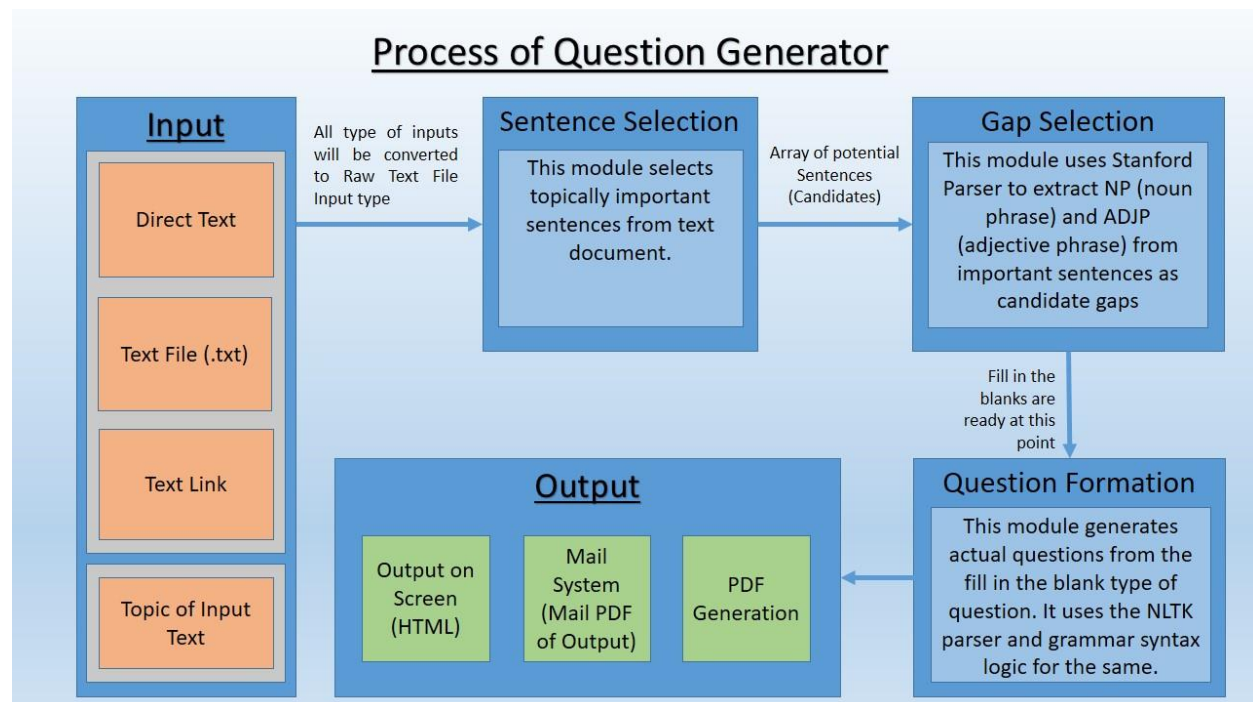 Process of Question Generator
Input
Direct Text
Text File (.txt)
Text Link
Topic of Input
Text
All type of inputs
will be converted
to Raw Text File
Input type
Sentence Selection
This module selects
topically important
sentences from text
document.
Array of potential
Sentences
(Candidates)
Gap Selection
This module uses Stanford
Parser to extract NP (noun
phrase) and ADJP
(adjective phrase) from
important sentences as
candidate gaps
Fill in the
blanks are
ready at this
point
Question Formation
This module generates
actual questions from the
fill in the blank type of
question. It uses the NLTK
parser and grammar syntax
logic for the same.
Output
Output on
Screen
(HTML)
Mail
System
(Mail PDF
of Output)
PDF
Generation